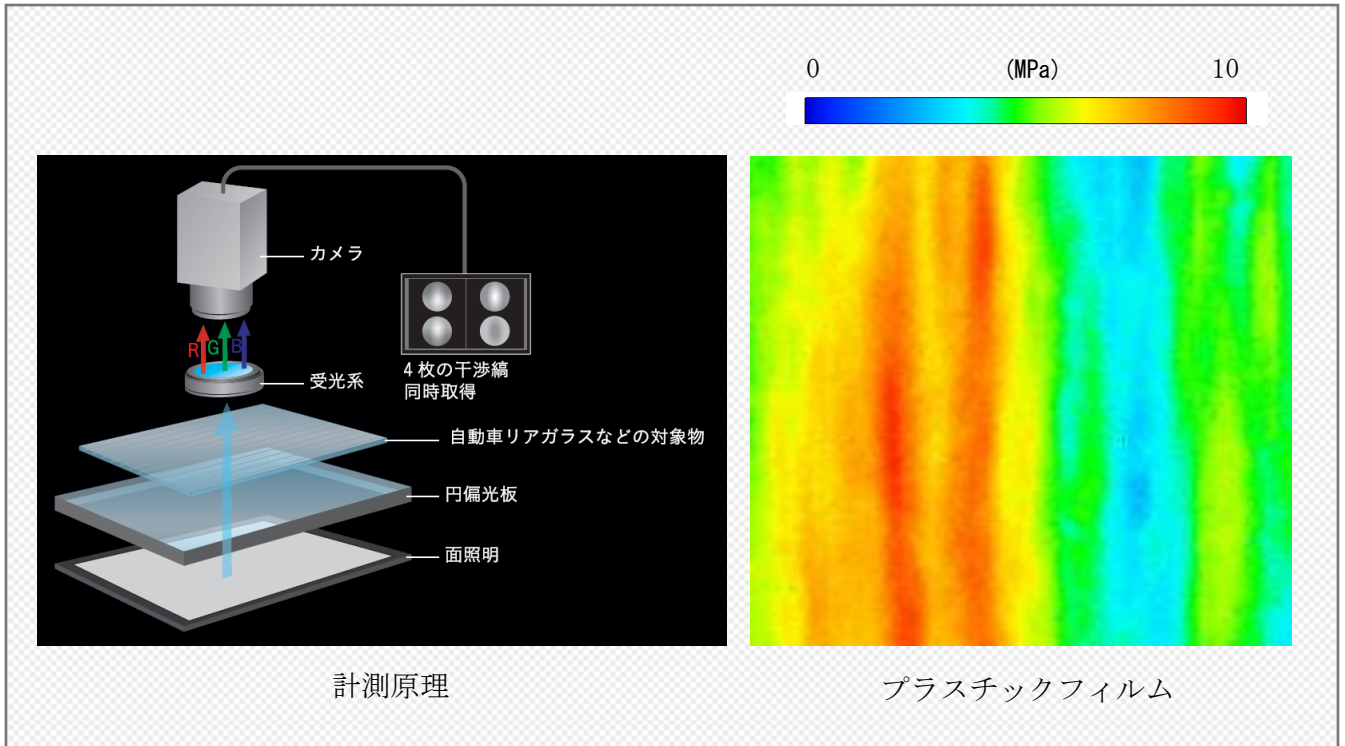 0 (MPa) 10
カメラ
R G B
受光系
4枚の干渉縞
同時取得
自動車リアガラスなどの対象物
円偏光板
面照明
計測原理
プラスチックフィルム